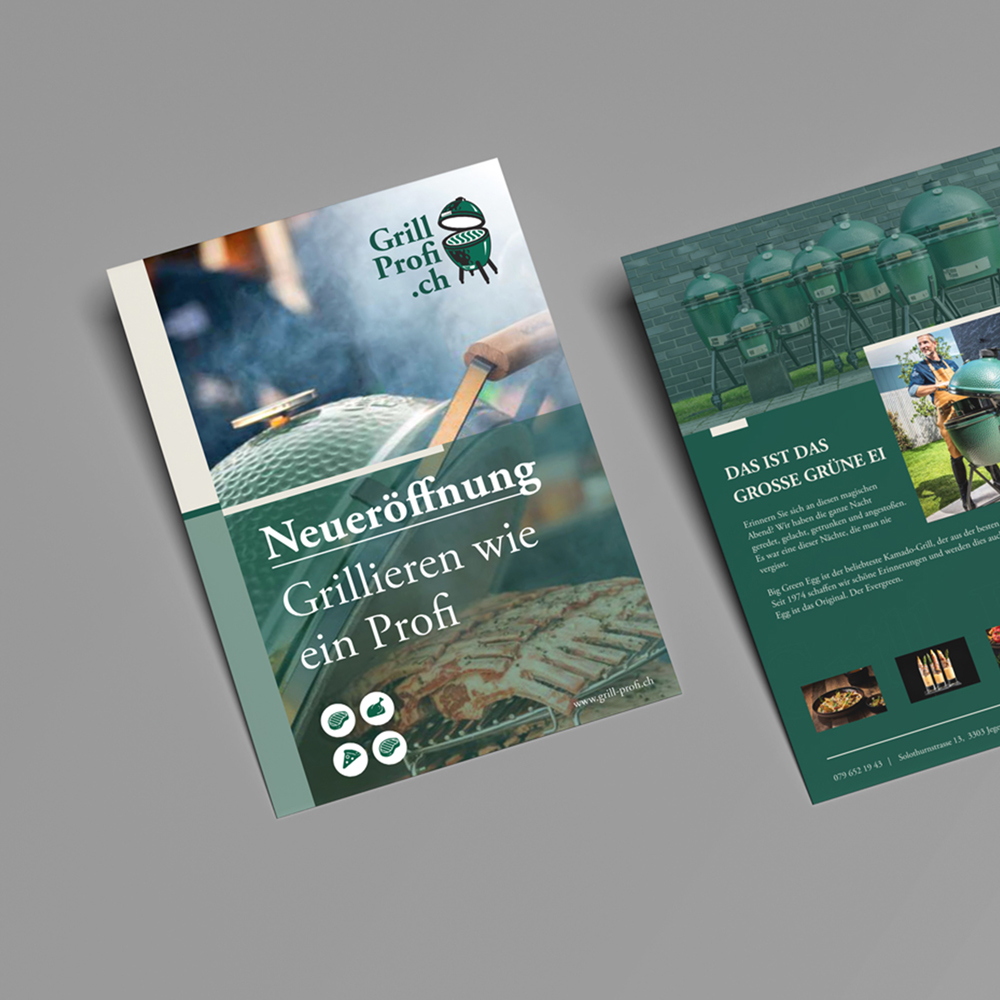 Grill
Profi
.ch
Neueröffnung
Grillieren wie
ein Profi
www.grill-profi.ch
DAS IST DAS
GROSSE GRÜNE EI
Erinnern Sie sich an diesen magischen
Abend? Wir haben die ganze Nacht
geredet, gelacht, getrunken und angestoßen.
Es war eine dieser Nächte, die man nie
vergisst.
Big Green Egg ist der beliebteste Kamado-Grill, der aus der
Seit 1974 schaffen wir schöne Erinnerungen und werden dies
Egg ist das Original. Der Evergreen.
079 652 19 43 | Solothurnstrasse 13, 3303